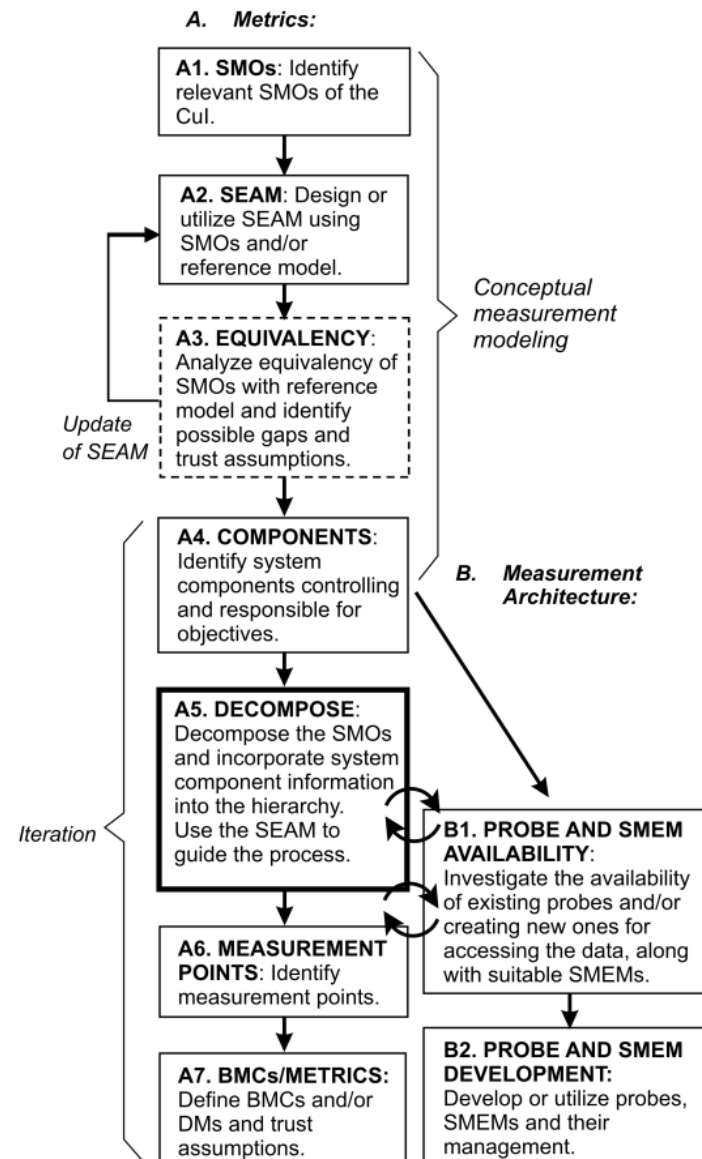 A. Metrics:
A1. SMOs: Identify
relevant SMOs of the
CuI.
A2. SEAM: Design or
utilize SEAM using
SMOs and/or
reference model.
A3. EQUIVALENCY:
Analyze equivalency of
SMOs with reference
model and identify
possible gaps and
trust assumptions.
Update
of SEAM
Conceptual
measurement
modeling
A4. COMPONENTS:
Identify system
components controlling
and responsible for
objectives.
B. Measurement
Architecture:
A5. DECOMPOSE:
Decompose the SMOs
and incorporate system
component information
into the hierarchy.
Use the SEAM to
guide the process.
Iteration
B1. PROBE AND SMEM
AVAILABILITY:
Investigate the availability
of existing probes and/or
creating new ones for
accessing the data, along
with suitable SMEMs.
A6. MEASUREMENT
POINTS: Identify
measurement points.
A7. BMCs/METRICS:
Define BMCs and/or
DMs and trust
assumptions.
B2. PROBE AND SMEM
DEVELOPMENT:
Develop or utilize probes,
SMEMs and their
management.